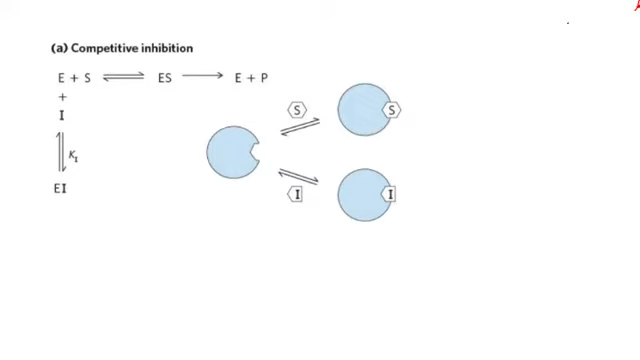 (a) Competitive inhibition
E + S ES E + P
+
I
K_I
EI
S
S
I
I